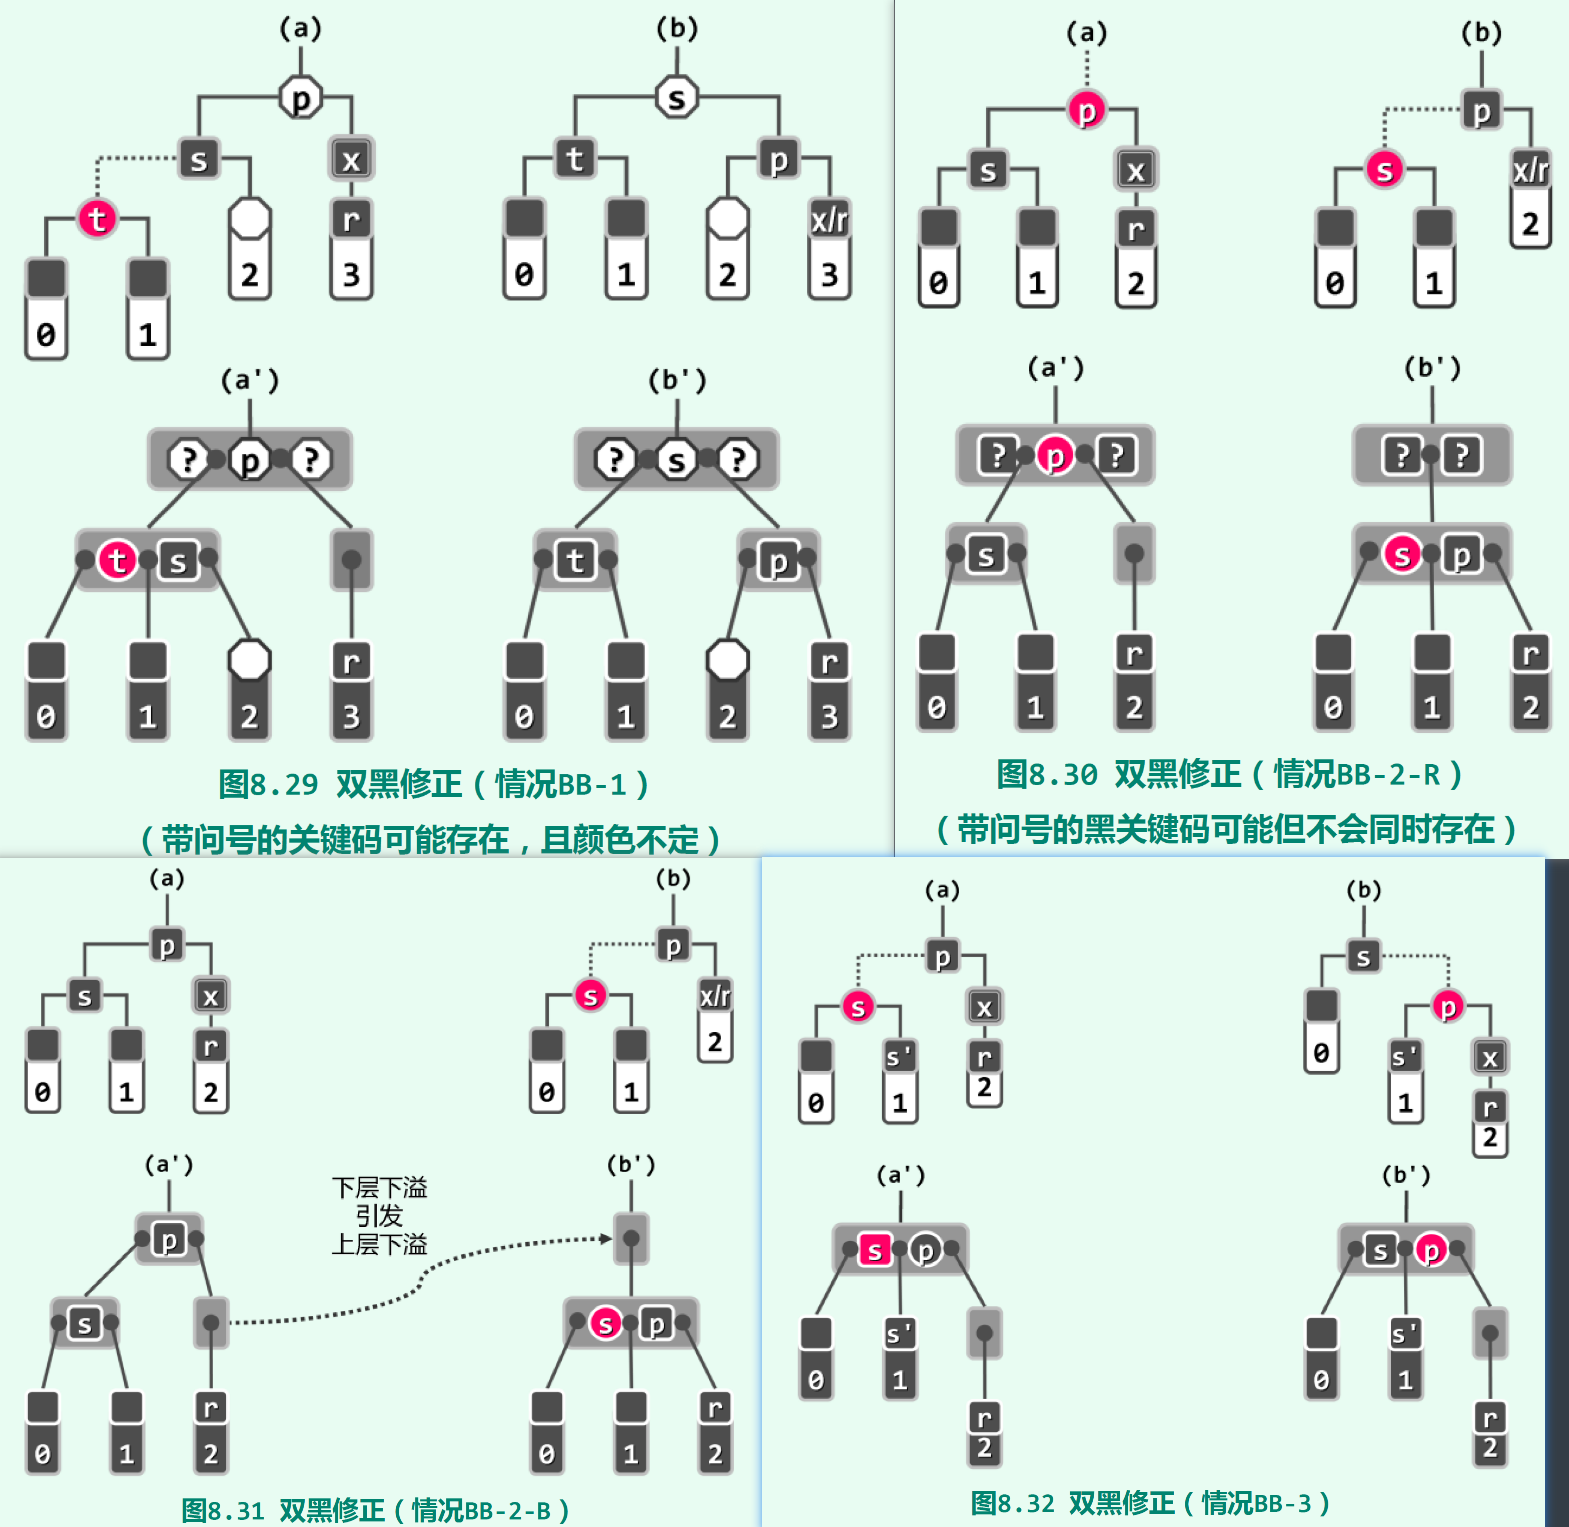 (a)
(b)
p
s
s
x
t
p
t
r
x/r
2
3
0
1
2
3
0
1
(a')
(b')
?
p
?
?
s
?
t
s
t
p
r
r
0
1
2
3
0
1
2
3
图8.29 双黑修正(情况BB-1)
(带问号的关键码可能存在,且颜色不定)
(a)
(b)
p
p
s
x
s
x/r
r
2
0
1
2
0
1
(a')
(b')
?
p
?
?
?
s
s
p
r
r
0
1
2
0
1
2
图8.30 双黑修正(情况BB-2-R)
(带问号的黑关键码可能但不会同时存在)
(a)
(b)
p
p
s
x
s
x/r
r
2
0
1
2
0
1
(a')
(b')
下层下溢
引发
上层下溢
p
s
s
p
r
r
0
1
2
0
1
2
图8.31 双黑修正(情况BB-2-B)
(a)
(b)
p
s
s
x
p
s'
r
0
s'
x
0
1
2
1
r
2
(a')
(b')
s
p
s
p
s'
s'
0
1
0
1
r
r
2
2
图8.32 双黑修正(情况BB-3)